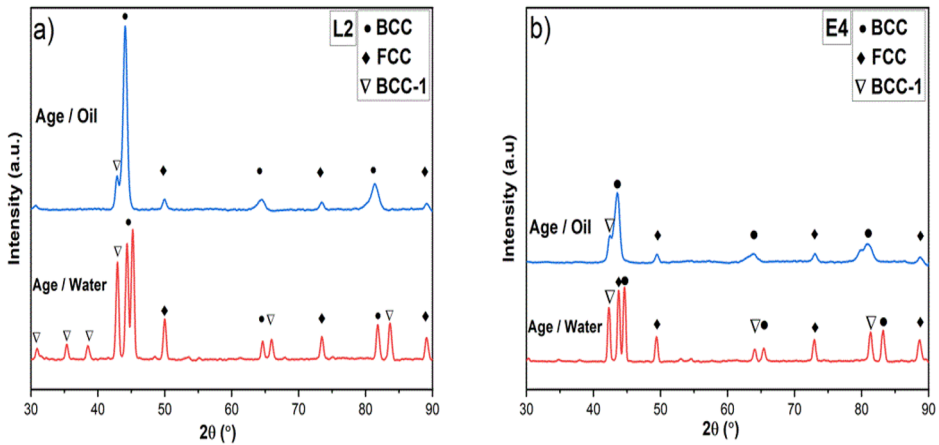 a)
L2
BCC
FCC
BCC-1
Age / Oil
Age / Water
Intensity (a.u.)
30 40 50 60 70 80 90
2θ (°)
b)
E4
BCC
FCC
BCC-1
Age / Oil
Age / Water
Intensity (a.u)
30 40 50 60 70 80 90
2θ (°)